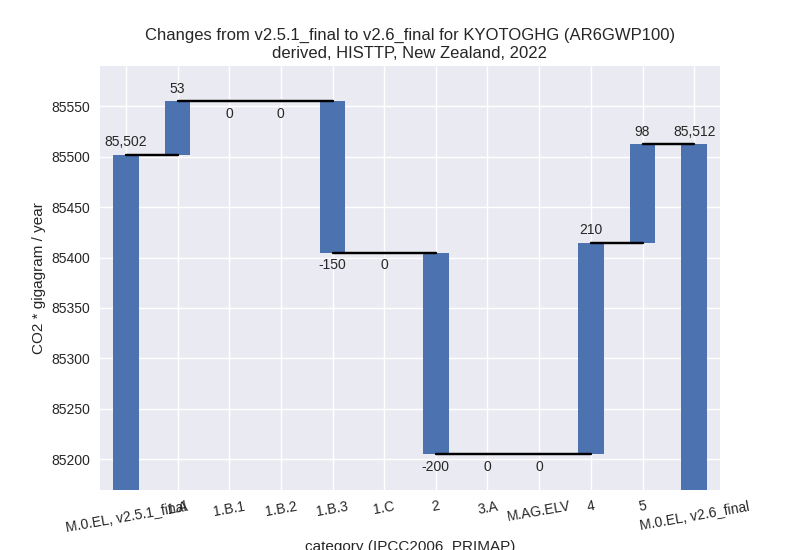 Changes from v2.5.1_final to v2.6_final for KYOTOGHG (AR6GWP100)
derived, HISTTP, New Zealand, 2022
CO2 * gigagram / year
85550
85500
85450
85400
85350
85300
85250
85200
85,502
53
0
0
-150
0
-200
0
0
210
98
85,512
M.0.EL, v2.5.1_final
1.A
1.B.1
1.B.2
1.B.3
1.C
2
3.A
M.AG.ELV
4
5
M.0.EL, v2.6_final
category (IPCC2006_PRIMAP)